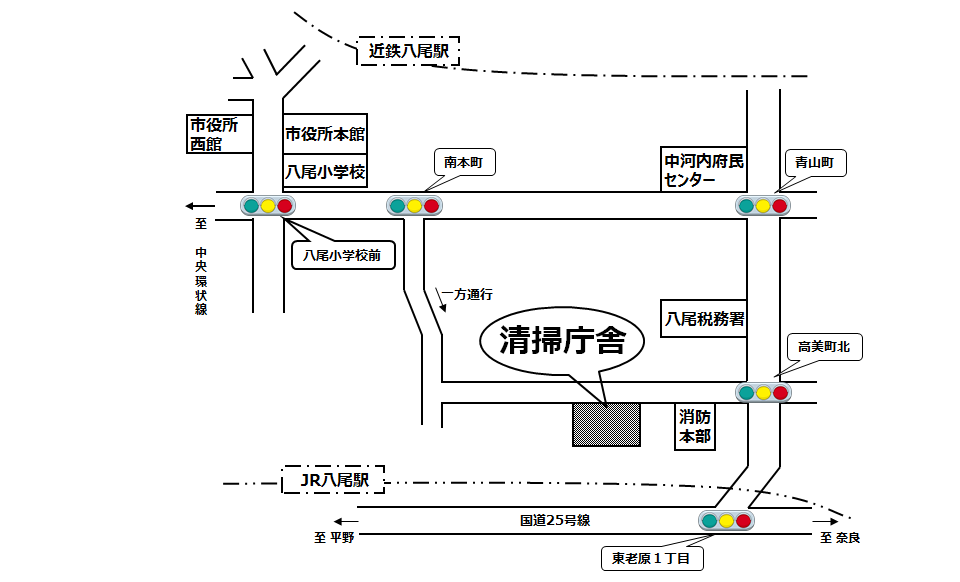 近鉄八尾駅
市役所
西館
市役所本館
八尾小学校
南本町
中河内府民
センター
青山町
至 中央環状線
八尾小学校前
一方通行
清掃庁舎
八尾税務署
高美町北
消防
本部
JR八尾駅
国道25号線
至 平野
至 奈良
東老原１丁目